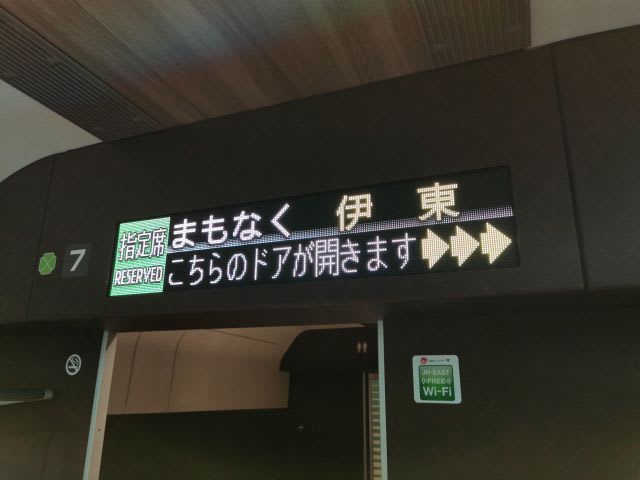 指定席
RESERVED
まもなく 伊東
こちらのドアが開きます
7
JR-EAST
FREE
Wi-Fi